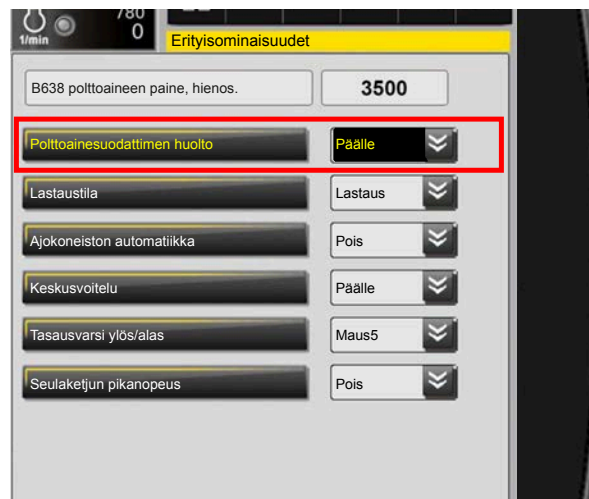 780
1/min
0
Erityisominaisuudet
B638 polttoaineen paine, hienos.
3500
Polttoainesuodattimen huolto
Päälle
Lastaustila
Lastaus
Ajokoneiston automatiikka
Pois
Keskusvoitelu
Päälle
Tasausvarsi ylös/alas
Maus5
Seulaketjun pikanopeus
Pois